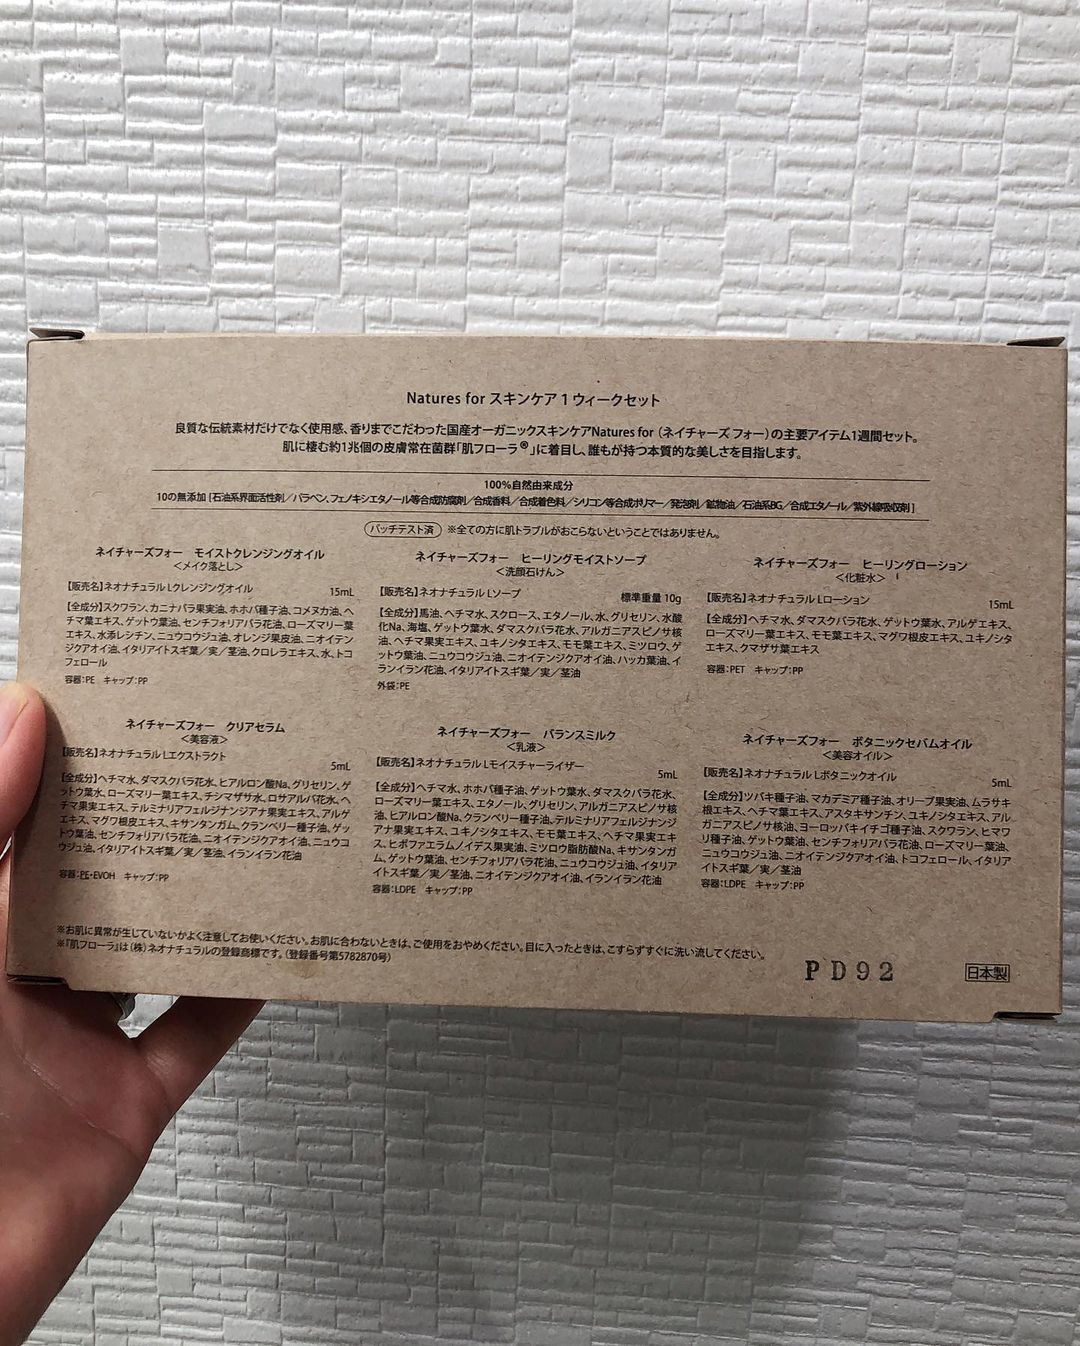 Natures for スキンケア1ウィークセット
良質な伝統素材だけでなく使用感、香りまでこだわった国産オーガニックスキンケアNatures for（ネイチャーズ フォー）の主要アイテム1週間セット。
肌に棲む約1兆個の皮膚常在菌群「肌フローラ®」に着目し、誰もが持つ本質的な美しさを目指します。
100%自然由来成分
10の無添加［石油系界面活性剤／パラベン、フェノキシエタノール等合成防腐剤／合成香料／合成着色料／シリコン等合成ポリマー／発泡剤／鉱物油／石油系BG／合成エタノール／紫外線吸収剤］
パッチテスト済 ※全ての方に肌トラブルがおこらないということではありません。
ネイチャーズフォー モイストクレンジングオイル
＜メイク落とし＞
【販売名】ネオナチュラル Lクレンジングオイル 15mL
【全成分】スクワラン、カニナバラ果実油、ホホバ種子油、コメヌカ油、ヘ
チマ葉エキス、ゲットウ葉油、センチフォリアバラ花油、ローズマリー葉
エキス、水添レシチン、ニュウコウジュ油、オレンジ果皮油、ニオイテン
ジクアオイ油、イタリアイトスギ葉／実／茎油、クロレラエキス、水、トコ
フェロール
容器：PE キャップ：PP
ネイチャーズフォー ヒーリングモイストソープ
＜洗顔石けん＞
【販売名】ネオナチュラル Lソープ 標準重量 10g
【全成分】馬油、ヘチマ水、スクロース、エタノール、水、グリセリン、水酸
化Na、海塩、ゲットウ葉水、ダマスクバラ花水、アルガニアスピノサ核
油、ヘチマ果実エキス、ユキノシタエキス、モモ葉エキス、ミツロウ、ゲ
ットウ葉油、ニュウコウジュ油、ニオイテンジクアオイ油、ハッカ葉油、イ
ランイラン花油、イタリアイトスギ葉／実／茎油
外袋：PE
ネイチャーズフォー ヒーリングローション
＜化粧水＞
【販売名】ネオナチュラル Lローション 15mL
【全成分】ヘチマ水、ダマスクバラ花水、ゲットウ葉水、アルゲエキス、
ローズマリー葉エキス、モモ葉エキス、マグワ根皮エキス、ユキノシタ
エキス、クマザサ葉エキス
容器：PET キャップ：PP
ネイチャーズフォー クリアセラム
＜美容液＞
【販売名】ネオナチュラル Lエクストラクト 5mL
【全成分】ヘチマ水、ダマスクバラ花水、ヒアルロン酸Na、グリセリン、ゲ
ットウ葉水、ローズマリー葉エキス、チシマザサ水、ロサアルバ花水、ヘ
チマ果実エキス、テルミナリアフェルジナンジアナ果実エキス、アルゲ
エキス、マグワ根皮エキス、キサンタンガム、クランベリー種子油、ゲッ
トウ葉油、センチフォリアバラ花油、ニオイテンジクアオイ油、ニュウコ
ウジュ油、イタリアイトスギ葉／実／茎油、イランイラン花油
容器：PE・EVOH キャップ：PP
ネイチャーズフォー バランスミルク
＜乳液＞
【販売名】ネオナチュラル Lモイスチャーライザー 5mL
【全成分】ヘチマ水、ホホバ種子油、ゲットウ葉水、ダマスクバラ花水、
ローズマリー葉エキス、エタノール、グリセリン、アルガニアスピノサ核
油、ヒアルロン酸Na、クランベリー種子油、テルミナリアフェルジナンジ
アナ果実エキス、ユキノシタエキス、モモ葉エキス、ヘチマ果実エキ
ス、ヒポファエラムノイデス果実油、ミツロウ脂肪酸Na、キサンタンガ
ム、ゲットウ葉油、センチフォリアバラ花油、ニュウコウジュ油、イタリア
イトスギ葉／実／茎油、ニオイテンジクアオイ油、イランイラン花油
容器：LDPE キャップ：PP
ネイチャーズフォー ボタニックセバムオイル
＜美容オイル＞
【販売名】ネオナチュラル Lボタニックオイル 5mL
【全成分】ツバキ種子油、マカデミア種子油、オリーブ果実油、ムラサキ
根エキス、ヘチマ葉エキス、アスタキサンチン、ユキノシタエキス、アル
ガニアスピノサ核油、ヨーロッパキイチゴ種子油、スクワラン、ヒマワ
リ種子油、ゲットウ葉油、センチフォリアバラ花油、ローズマリー葉油、
ニュウコウジュ油、ニオイテンジクアオイ油、トコフェロール、イタリア
イトスギ葉／実／茎油
容器：LDPE キャップ：PP
※お肌に異常が生じていないかよく注意してお使いください。お肌に合わないときは、ご使用をおやめください。目に入ったときは、こすらずすぐに洗い流してください。
※『肌フローラ』は（株）ネオナチュラルの登録商標です。（登録番号第5782870号）
PD92
日本製